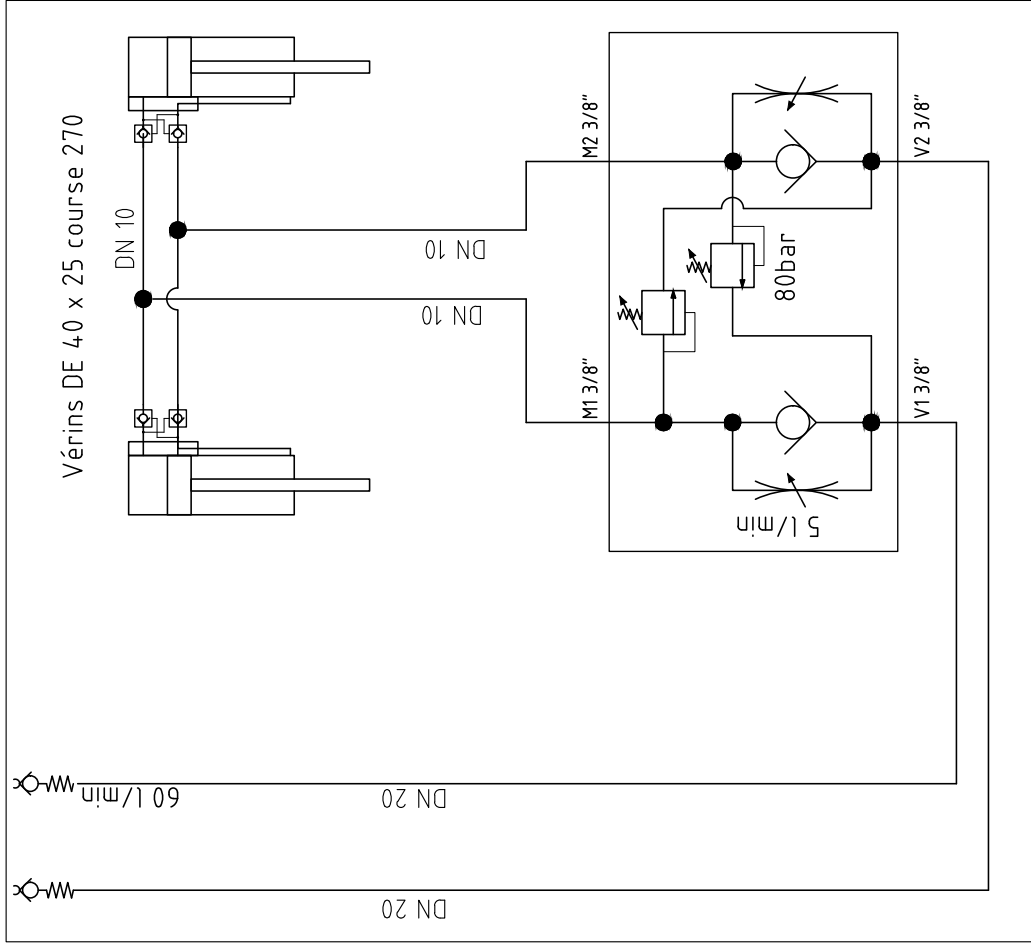 Vérins DE 40 x 25 course 270
DN 10
DN 10
DN 10
M2 3/8"
V2 3/8"
80bar
M1 3/8"
V1 3/8"
5 l/min
60 l/min
DN 20
DN 20